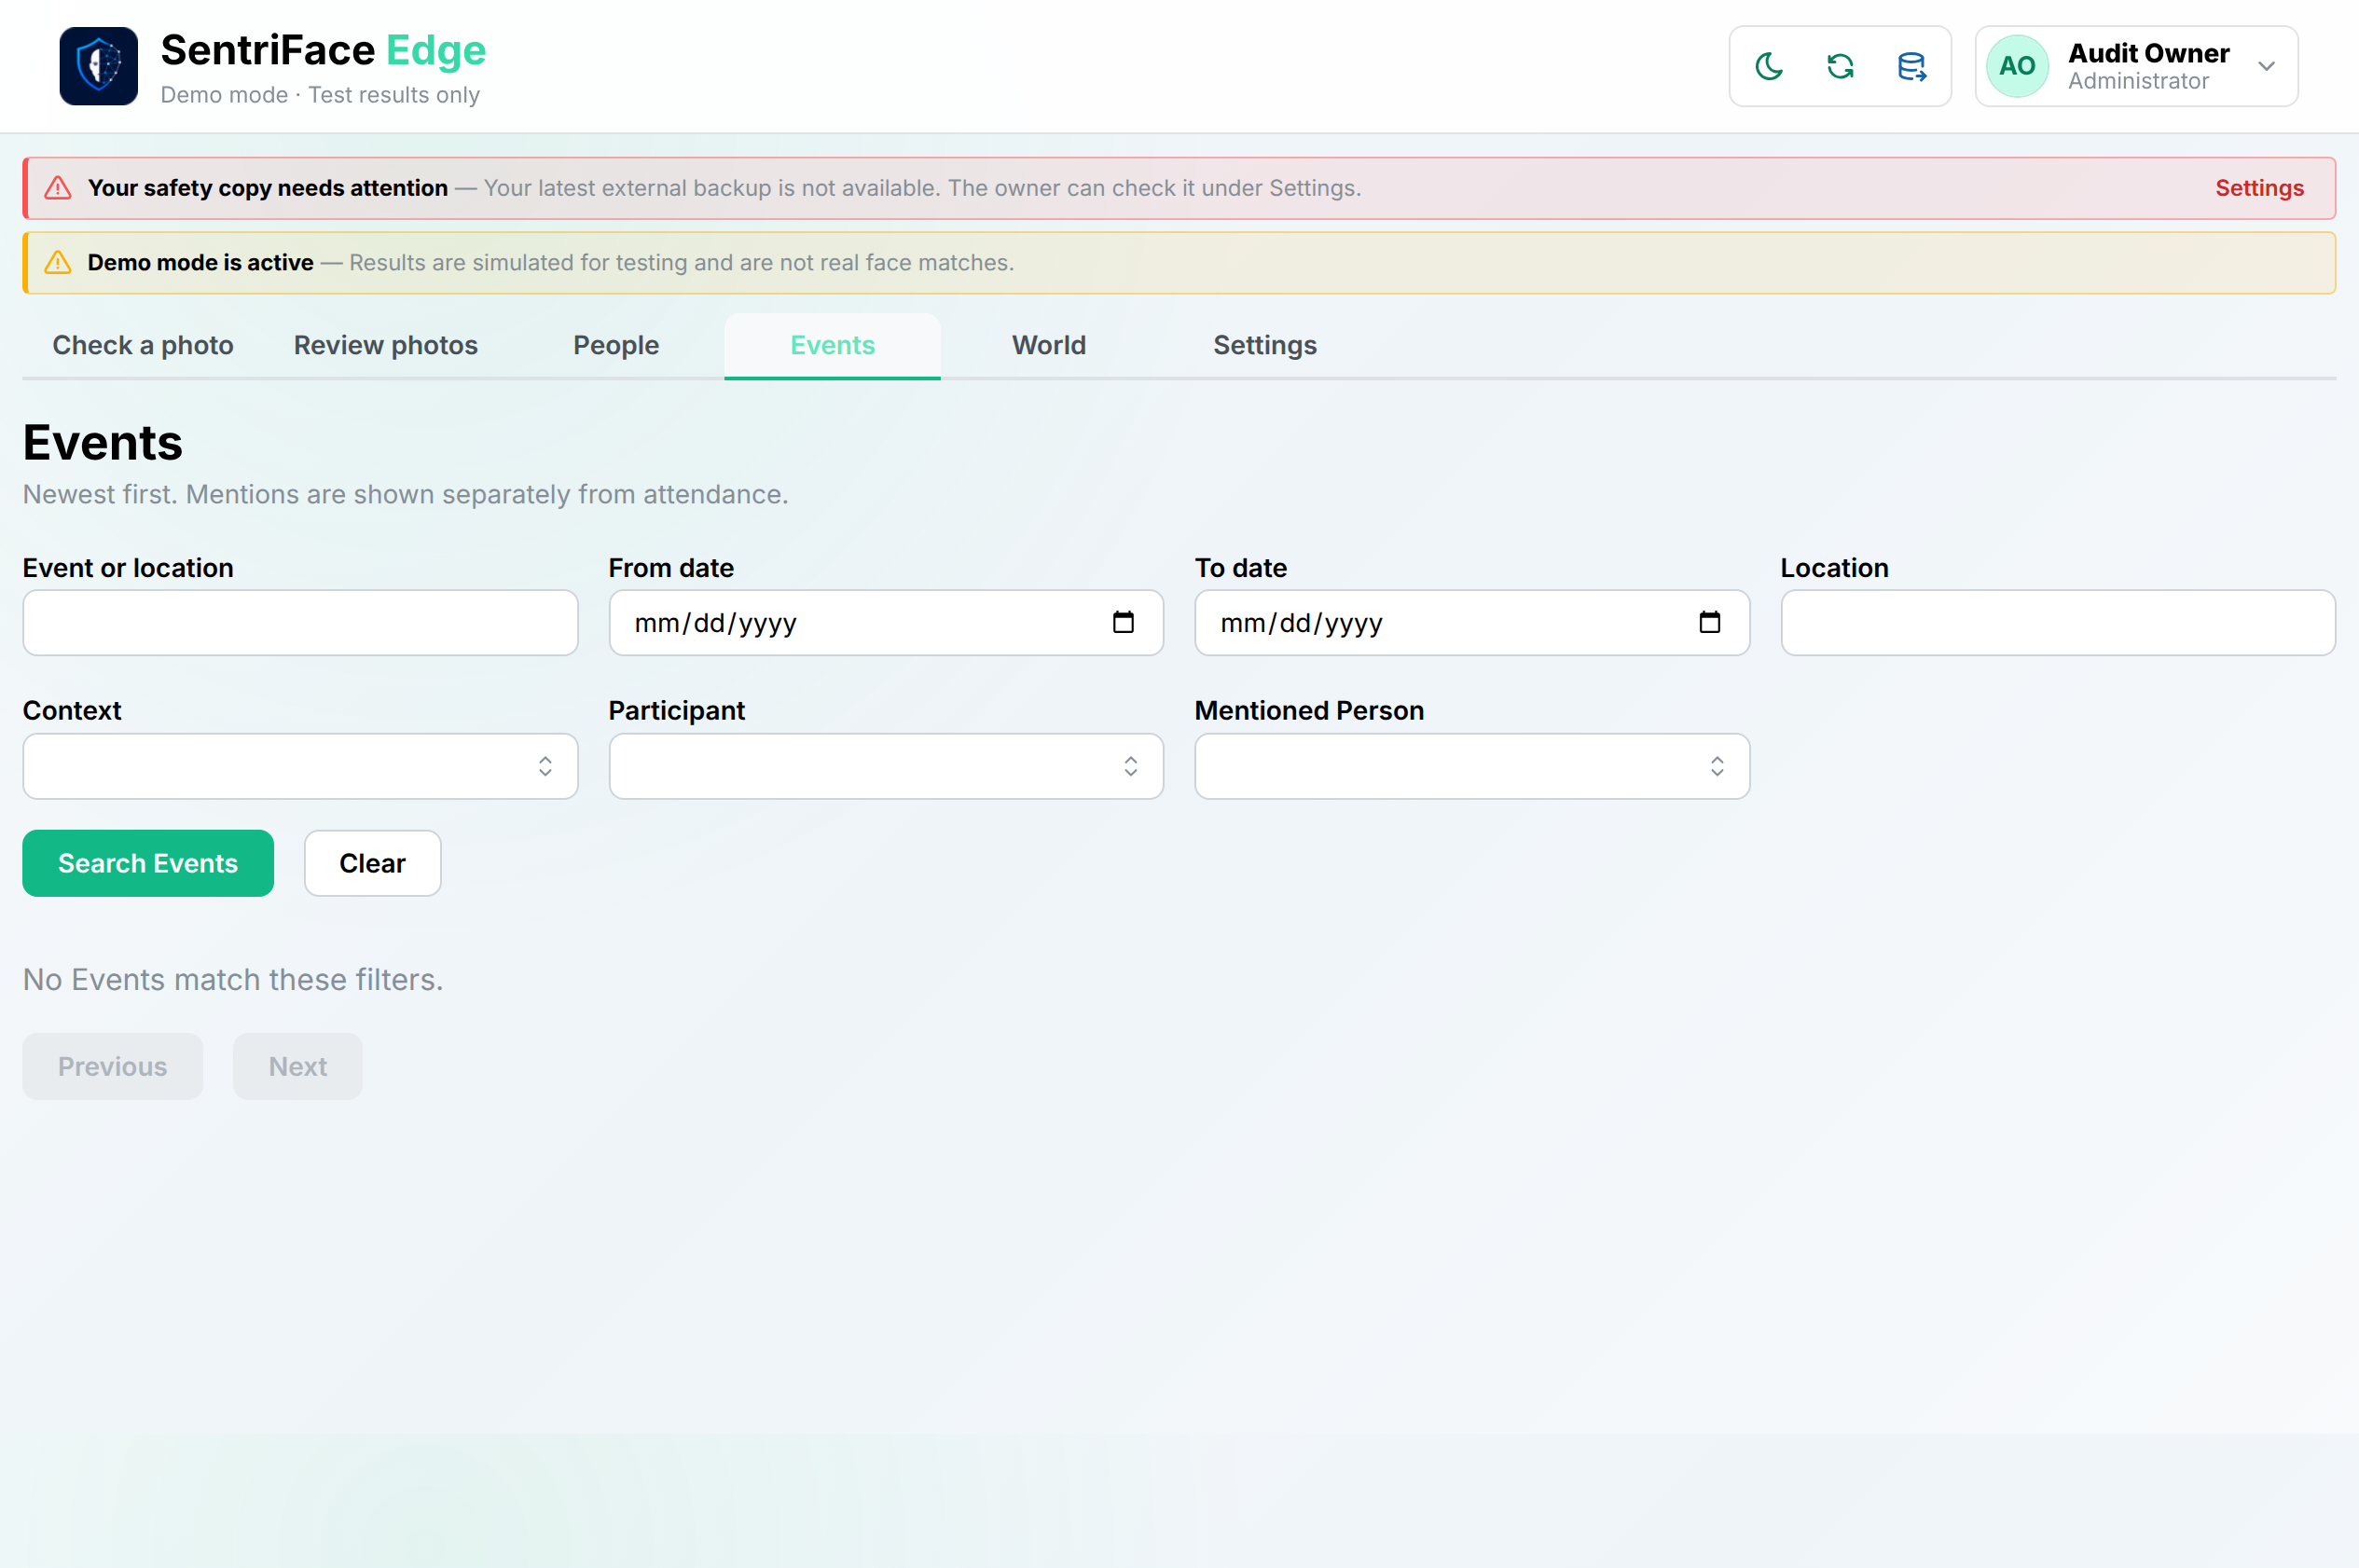 SentriFace Edge
Demo mode · Test results only
AO
Audit Owner
Administrator
Your safety copy needs attention — Your latest external backup is not available. The owner can check it under Settings.
Settings
Demo mode is active — Results are simulated for testing and are not real face matches.
Check a photo
Review photos
People
Events
World
Settings
Events
Newest first. Mentions are shown separately from attendance.
Event or location
From date
To date
Location
mm/dd/yyyy
mm/dd/yyyy
Context
Participant
Mentioned Person
Search Events
Clear
No Events match these filters.
Previous
Next